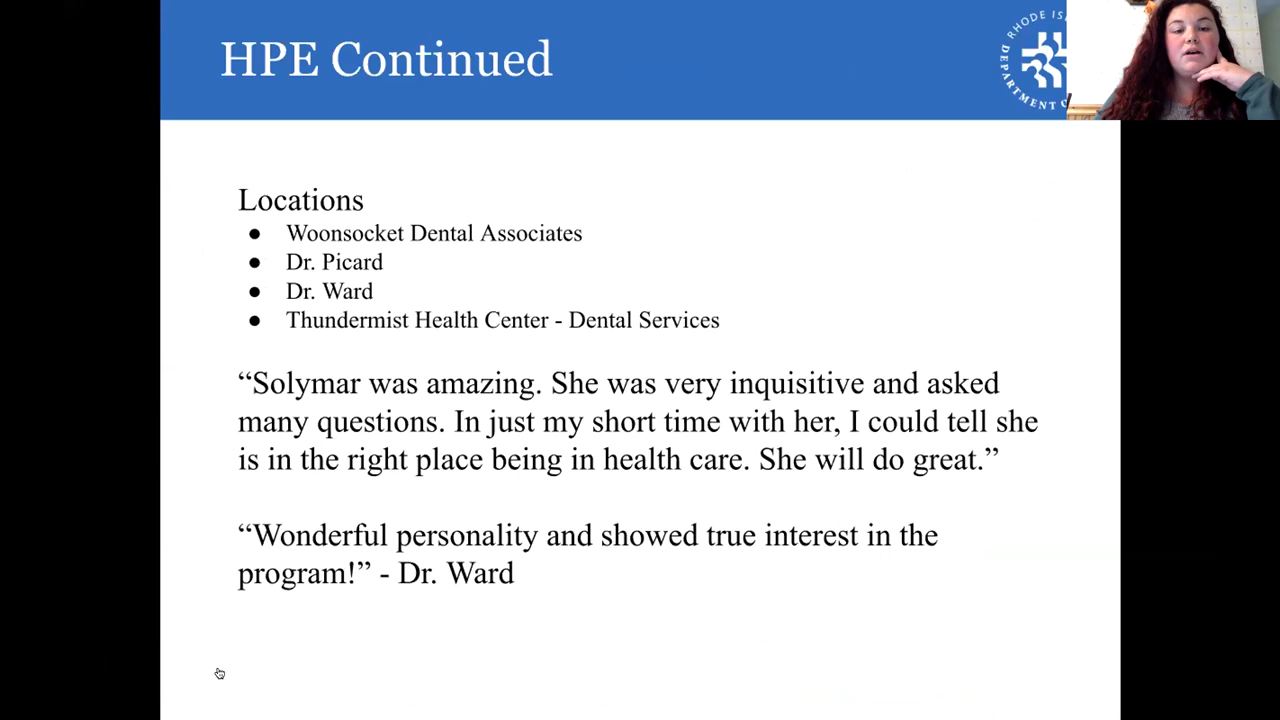 HPE Continued
RHODE
DEPARTMENT
Locations
● Woonsocket Dental Associates
● Dr. Picard
● Dr. Ward
● Thundermist Health Center - Dental Services
“Solymar was amazing. She was very inquisitive and asked
many questions. In just my short time with her, I could tell she
is in the right place being in health care. She will do great.”
“Wonderful personality and showed true interest in the
program!” - Dr. Ward